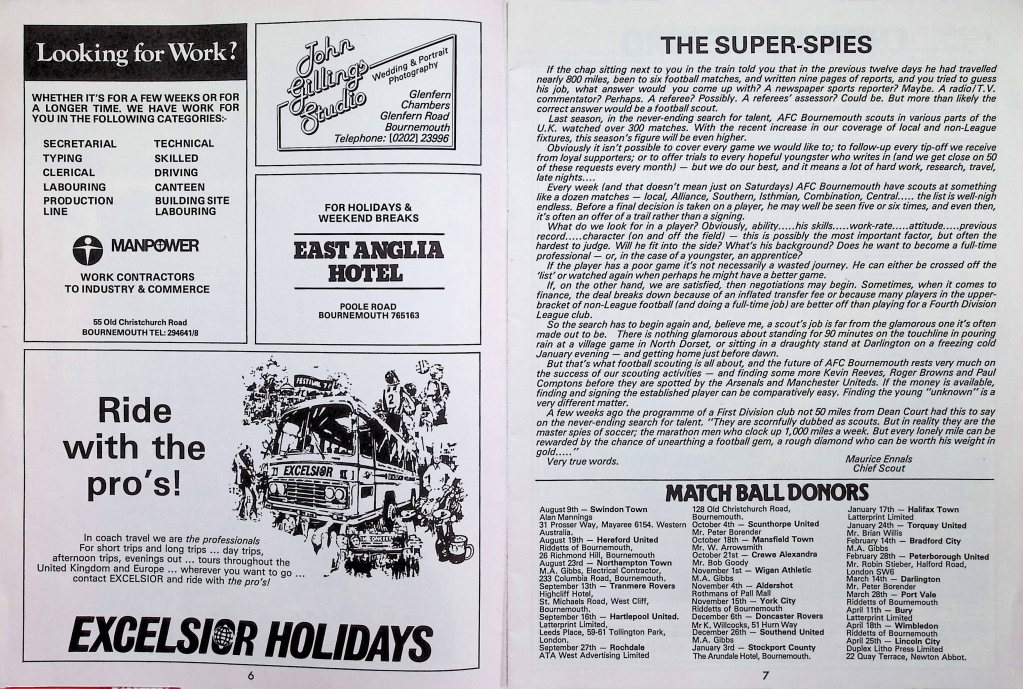 Looking for Work?
WHETHER IT'S FOR A FEW WEEKS OR FOR
A LONGER TIME WE HAVE WORK FOR
YOU IN THE FOLLOWING CATEGORIES:-
SECRETARIAL
TYPING
CLERICAL
LABOURING
PRODUCTION
LINE
TECHNICAL
SKILLED
DRIVING
CANTEEN
BUILDING SITE
LABOURING
MANPOWER
WORK CONTRACTORS
TO INDUSTRY & COMMERCE
55 Old Christchurch Road
BOURNEMOUTH TEL: 294641/8
John
Gillings
Studio
Wedding & Portrait
Photography
Glenfern
Chambers
Glenfern Road
Bournemouth
Telephone: (0202) 23996
FOR HOLIDAYS &
WEEKEND BREAKS
EAST ANGLIA
HOTEL
POOLE ROAD
BOURNEMOUTH 765163
Ride
with the
pro's!
EXCELSIOR
In coach travel we are the professionals
For short trips and long trips ... day trips,
afternoon trips, evenings out ... tours throughout the
United Kingdom and Europe ... wherever you want to go ...
contact EXCELSIOR and ride with the pro's!
EXCELSIOR HOLIDAYS
6
THE SUPER-SPIES
If the chap sitting next to you in the train told you that in the previous twelve days he had travelled
nearly 800 miles, been to six football matches, and written nine pages of reports, and you tried to guess
his job, what answer would you come up with? A newspaper sports reporter? Maybe. A radio/T.V.
commentator? Perhaps. A referee? Possibly. A referees' assessor? Could be. But more than likely the
correct answer would be a football scout.
Last season, in the never-ending search for talent, AFC Bournemouth scouts in various parts of the
U.K. watched over 300 matches. With the recent increase in our coverage of local and non-League
fixtures, this season's figure will be even higher.
Obviously it isn't possible to cover every game we would like to; to follow-up every tip-off we receive
from loyal supporters; or to offer trials to every hopeful youngster who writes in (and we get close on 50
of these requests every month) — but we do our best, and it means a lot of hard work, research, travel,
late nights....
Every week (and that doesn't mean just on Saturdays) AFC Bournemouth have scouts at something
like a dozen matches — local, Alliance, Southern, Isthmian, Combination, Central..... the list is well-nigh
endless. Before a final decision is taken on a player, he may well be seen five or six times, and even then,
it's often an offer of a trail rather than a signing.
What do we look for in a player? Obviously, ability.....his skills.....work-rate.....attitude.....previous
record.....character (on and off the field) — this is possibly the most important factor, but often the
hardest to judge. Will he fit into the side? What's his background? Does he want to become a full-time
professional — or, in the case of a youngster, an apprentice?
If the player has a poor game it's not necessarily a wasted journey. He can either be crossed off the
'list' or watched again when perhaps he might have a better game.
If, on the other hand, we are satisfied, then negotiations may begin. Sometimes, when it comes to
finance, the deal breaks down because of an inflated transfer fee or because many players in the upper-
bracket of non-League football (and doing a full-time job) are better off than playing for a Fourth Division
League club.
So the search has to begin again and, believe me, a scout's job is far from the glamorous one it's often
made out to be. There is nothing glamorous about standing for 90 minutes on the touchline in pouring
rain at a village game in North Dorset, or sitting in a draughty stand at Darlington on a freezing cold
January evening — and getting home just before dawn.
But that's what football scouting is all about, and the future of AFC Bournemouth rests very much on
the success of our scouting activities — and finding some more Kevin Reeves, Roger Browns and Paul
Comptons before they are spotted by the Arsenals and Manchester Uniteds. If the money is available,
finding and signing the established player can be comparatively easy. Finding the young "unknown" is a
very different matter.
A few weeks ago the programme of a First Division club not 50 miles from Dean Court had this to say
on the never-ending search for talent. "They are scornfully dubbed as scouts. But in reality they are the
master spies of soccer; the marathon men who clock up 1,000 miles a week. But every lonely mile can be
rewarded by the chance of unearthing a football gem, a rough diamond who can be worth his weight in
gold....."
Very true words.
Maurice Ennals
Chief Scout
MATCH BALL DONORS
August 9th — Swindon Town
Alan Mannings
31 Prosser Way, Mayaree 6154. Western
Australia.
August 19th — Hereford United
Riddetts of Bournemouth,
26 Richmond Hill, Bournemouth
August 23rd — Northampton Town
M.A. Gibbs, Electrical Contractor,
233 Columbia Road, Bournemouth.
September 13th — Tranmere Rovers
Highcliff Hotel,
St. Michaels Road, West Cliff,
Bournemouth.
September 16th — Hartlepool United.
Latterprint Limited,
Leeds Place, 59-61 Tollington Park,
London.
September 27th — Rochdale
ATA West Advertising Limited
128 Old Christchurch Road,
Bournemouth.
October 4th — Scunthorpe United
Mr. Peter Borender
October 18th — Mansfield Town
Mr. W. Arrowsmith
October 21st — Crewe Alexandra
Mr. Bob Goody
November 1st — Wigan Athletic
M.A. Gibbs
November 4th — Aldershot
Rothmans of Pall Mall
November 15th — York City
Riddetts of Bournemouth
December 6th — Doncaster Rovers
Mr K. Willcocks, 51 Hum Way
December 26th — Southend United
M.A. Gibbs
January 3rd — Stockport County
The Arundale Hotel, Bournemouth.
January 17th — Halifax Town
Latterprint Limited
January 24th — Torquay United
Mr. Brian Willis
February 14th — Bradford City
M.A. Gibbs
February 28th — Peterborough United
Mr. Robin Stieber, Halford Road,
London SW6
March 14th — Darlington
Mr. Peter Borender
March 28th — Port Vale
Riddetts of Bournemouth
April 11th — Bury
Latterprint Limited
April 18th — Wimbledon
Riddetts of Bournemouth
April 25th — Lincoln City
Duplex Litho Press Limited
22 Quay Terrace, Newton Abbot.
7